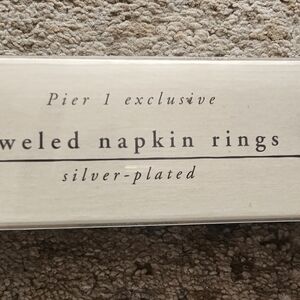 Pier 1 exclusive
weled napkin rings
silver-plated